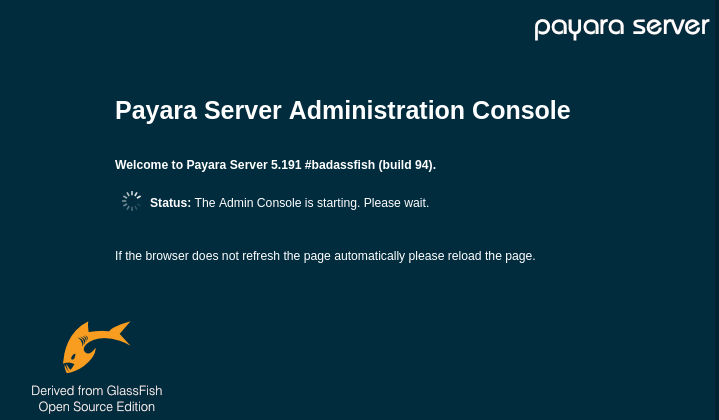 payara server
Payara Server Administration Console
Welcome to Payara Server 5.191 #badassfish (build 94).
Status: The Admin Console is starting. Please wait.
If the browser does not refresh the page automatically please reload the page.
Derived from GlassFish
Open Source Edition